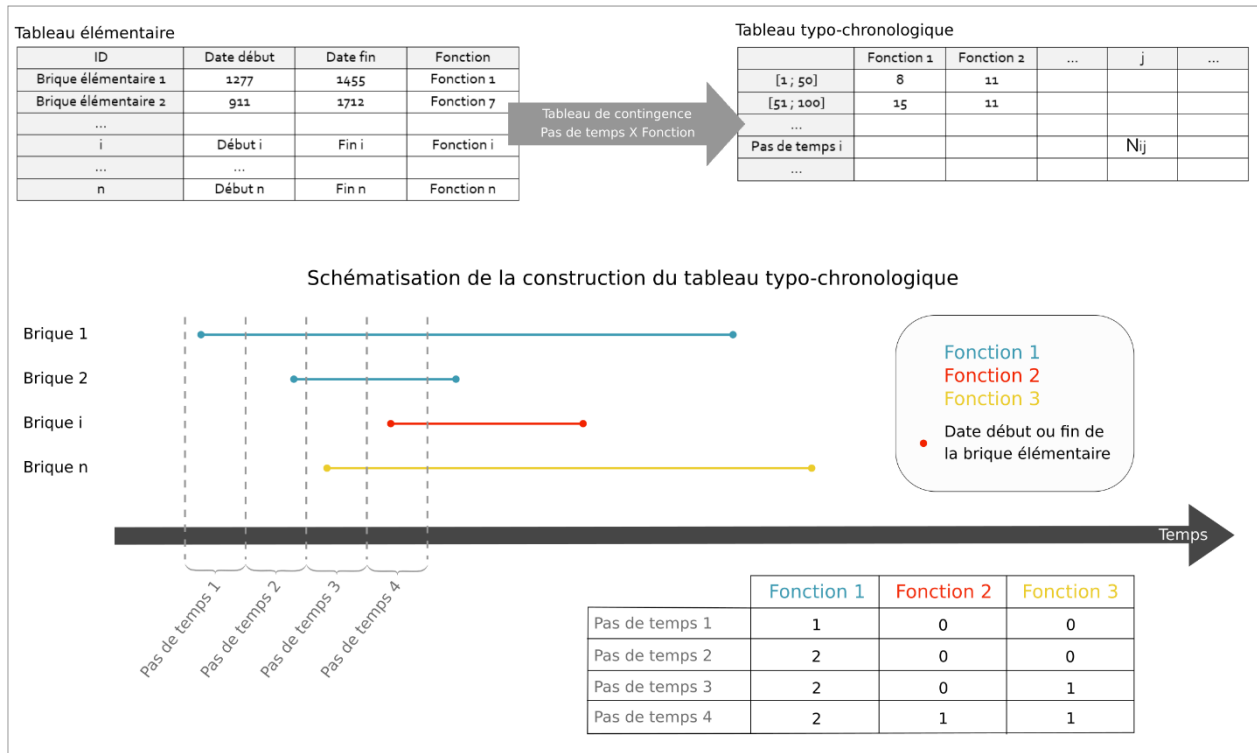 Tableau élémentaire
ID Date début Date fin Fonction
Brique élémentaire 1 1277 1455 Fonction 1
Brique élémentaire 2 911 1712 Fonction 7
...
i Début i Fin i Fonction i
... ...
n Début n Fin n Fonction n
Tableau de contingence
Pas de temps X Fonction
Tableau typo-chronologique
Fonction 1 Fonction 2 ... j ...
[1 ; 50] 8 11
[51 ; 100] 15 11
...
Pas de temps i Nij
...
Schématisation de la construction du tableau typo-chronologique
Brique 1
Brique 2
Brique i
Brique n
Fonction 1
Fonction 2
Fonction 3
Date début ou fin de
la brique élémentaire
Temps
Pas de temps 1
Pas de temps 2
Pas de temps 3
Pas de temps 4
Fonction 1 Fonction 2 Fonction 3
Pas de temps 1 1 0 0
Pas de temps 2 2 0 0
Pas de temps 3 2 0 1
Pas de temps 4 2 1 1